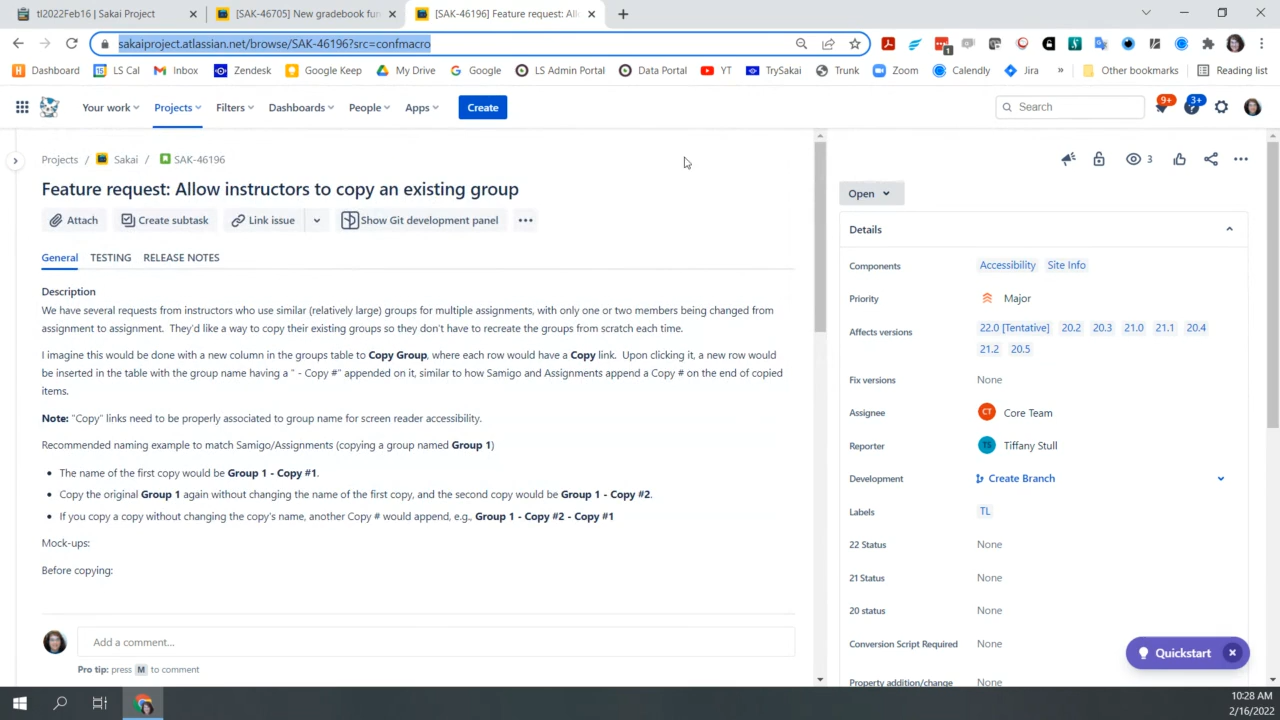 tl2022Feb16 | Sakai Project
[SAK-46705] New gradebook fun
[SAK-46196] Feature request: Allo
sakaiproject.atlassian.net/browse/SAK-46196?src=confmacro
1
Dashboard
LS Cal
Inbox
Zendesk
Google Keep
My Drive
Google
LS Admin Portal
Data Portal
YT
TrySakai
Trunk
Zoom
Calendly
Jira
»
Other bookmarks
Reading list
Your work
Projects
Filters
Dashboards
People
Apps
Create
Search
9+
3+
Projects / Sakai / SAK-46196
3
Feature request: Allow instructors to copy an existing group
Open
Attach
Create subtask
Link issue
Show Git development panel
General
TESTING
RELEASE NOTES
Description
We have several requests from instructors who use similar (relatively large) groups for multiple assignments, with only one or two members being changed from
assignment to assignment.  They'd like a way to copy their existing groups so they don't have to recreate the groups from scratch each time.
I imagine this would be done with a new column in the groups table to Copy Group, where each row would have a Copy link.  Upon clicking it, a new row would
be inserted in the table with the group name having a " - Copy #" appended on it, similar to how Samigo and Assignments append a Copy # on the end of copied
items.
Note: "Copy" links need to be properly associated to group name for screen reader accessibility.
Recommended naming example to match Samigo/Assignments (copying a group named Group 1)
• The name of the first copy would be Group 1 - Copy #1.
• Copy the original Group 1 again without changing the name of the first copy, and the second copy would be Group 1 - Copy #2.
• If you copy a copy without changing the copy's name, another Copy # would append, e.g., Group 1 - Copy #2 - Copy #1
Mock-ups:
Before copying:
Add a comment...
Pro tip: press M to comment
Details
Components
Accessibility Site Info
Priority
Major
Affects versions
22.0 [Tentative] 20.2 20.3 21.0 21.1 20.4
21.2 20.5
Fix versions
None
Assignee
CT Core Team
Reporter
TS Tiffany Stull
Development
Create Branch
Labels
TL
22 Status
None
21 Status
None
20 status
None
Conversion Script Required
None
Property addition/change
None
Quickstart
10:28 AM
2/16/2022